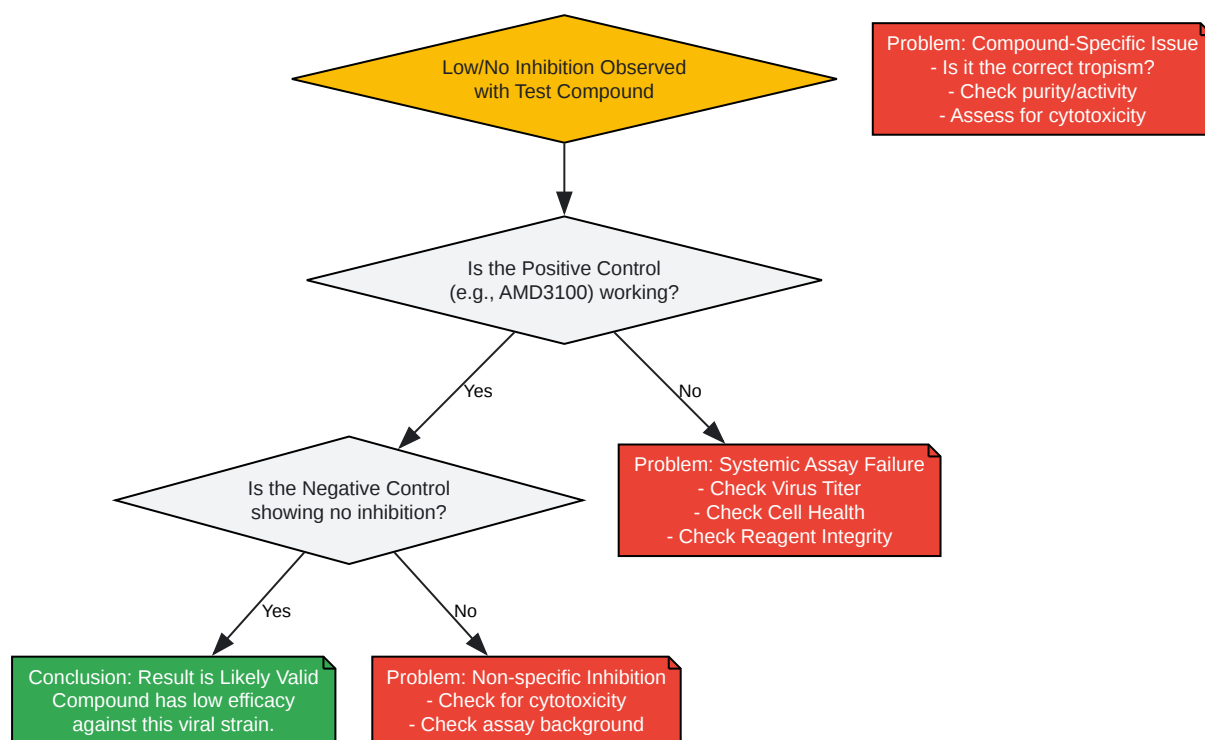 Low/No Inhibition Observed
with Test Compound
Problem: Compound-Specific Issue
- Is it the correct tropism?
- Check purity/activity
- Assess for cytotoxicity
Is the Positive Control
(e.g., AMD3100) working?
Yes
No
Is the Negative Control
showing no inhibition?
Problem: Systemic Assay Failure
- Check Virus Titer
- Check Cell Health
- Check Reagent Integrity
Yes
No
Conclusion: Result is Likely Valid
Compound has low efficacy
against this viral strain.
Problem: Non-specific Inhibition
- Check for cytotoxicity
- Check assay background